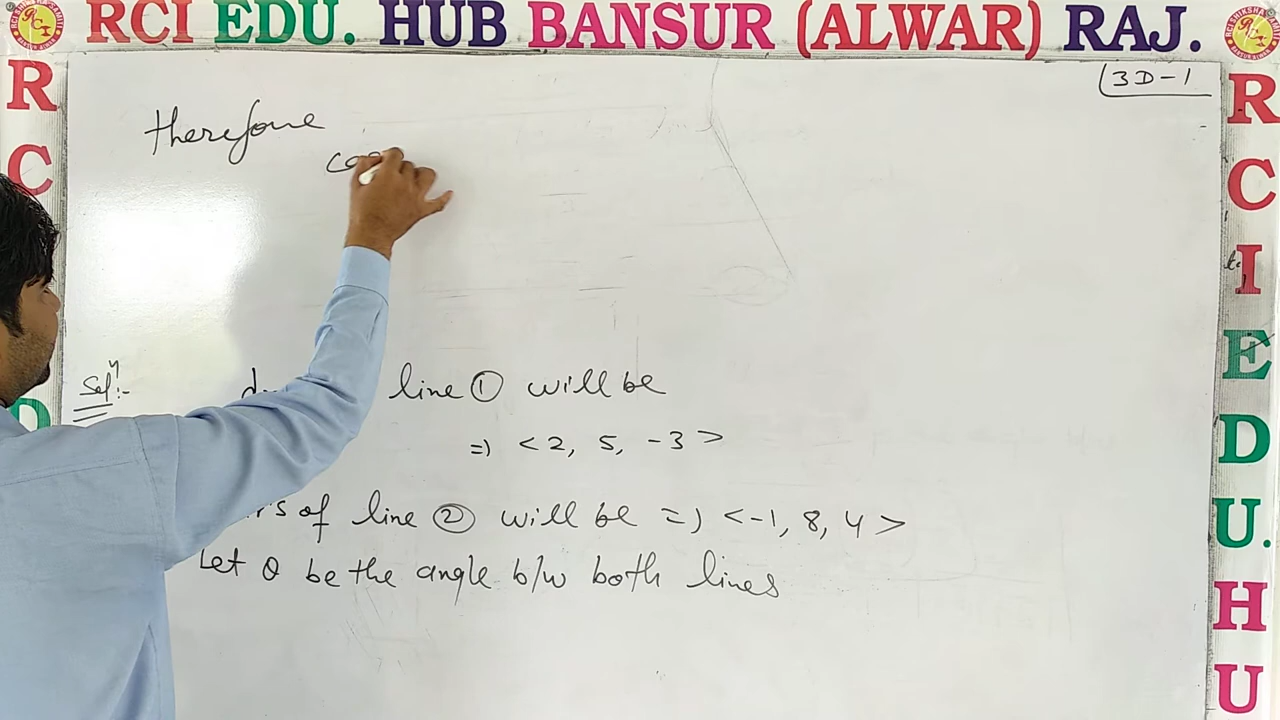 RCI EDU. HUB BANSUR (ALWAR) RAJ.
3D-1
therefore
line ① will be
=) <2, 5, -3>
of line ② will be =) <-1, 8, 4>
Let θ be the angle b/w both lines
Solⁿ:-
R
C
D
R
C
I
E
D
U.
H
U